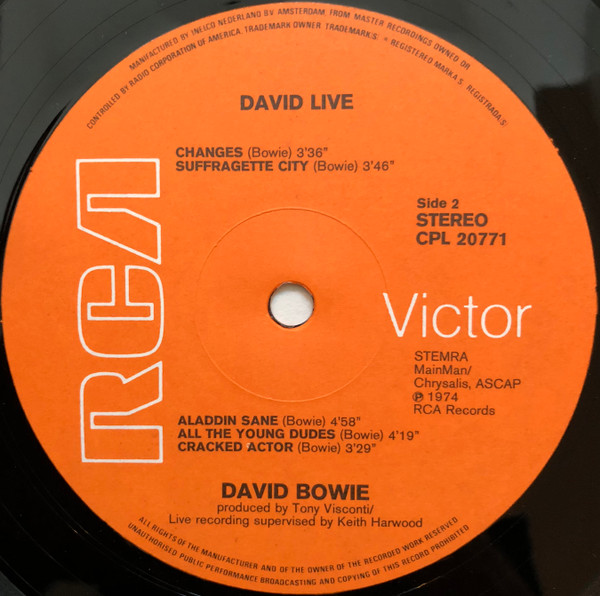 MANUFACTURED BY INELCO NEDERLAND B.V. AMSTERDAM, FROM MASTER RECORDINGS OWNED OR
CONTROLLED BY RADIO CORPORATION OF AMERICA. TRADEMARK OWNER TRADEMARK,S: ® REGISTERED MARKA S. REGISTRADA,S:
DAVID LIVE
CHANGES (Bowie) 3'36"
SUFFRAGETTE CITY (Bowie) 3'46"
Side 2
STEREO
CPL 20771
RCA
Victor
STEMRA
MainMan/
Chrysalis, ASCAP
℗ 1974
RCA Records
ALADDIN SANE (Bowie) 4'58"
ALL THE YOUNG DUDES (Bowie) 4'19"
CRACKED ACTOR (Bowie) 3'29"
DAVID BOWIE
produced by Tony Visconti/
Live recording supervised by Keith Harwood
ALL RIGHTS OF THE MANUFACTURER AND OF THE OWNER OF THE RECORDED WORK RESERVED
UNAUTHORISED PUBLIC PERFORMANCE BROADCASTING AND COPYING OF THIS RECORD PROHIBITED